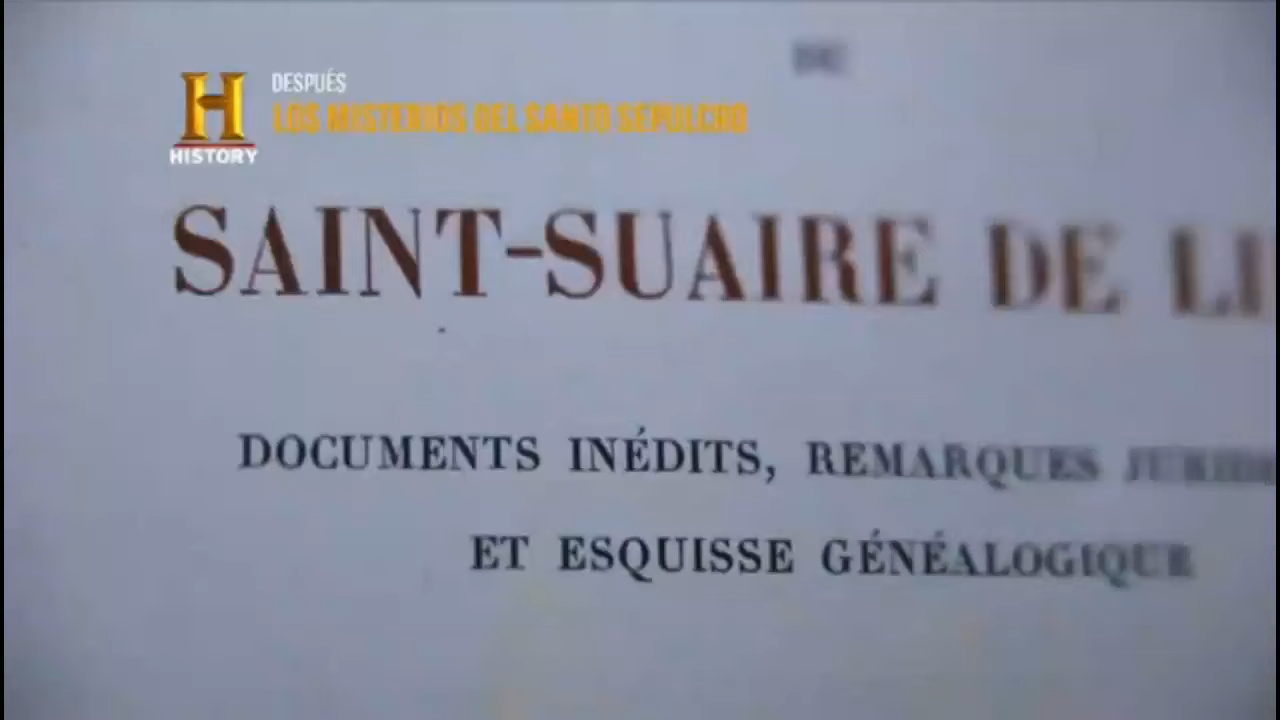 DESPUÉS
LOS MISTERIOS DEL SANTO SEPULCRO
HISTORY
SAINT-SUAIRE DE
DOCUMENTS INÉDITS, REMARQUES
ET ESQUISSE GÉNÉALOGIQUE